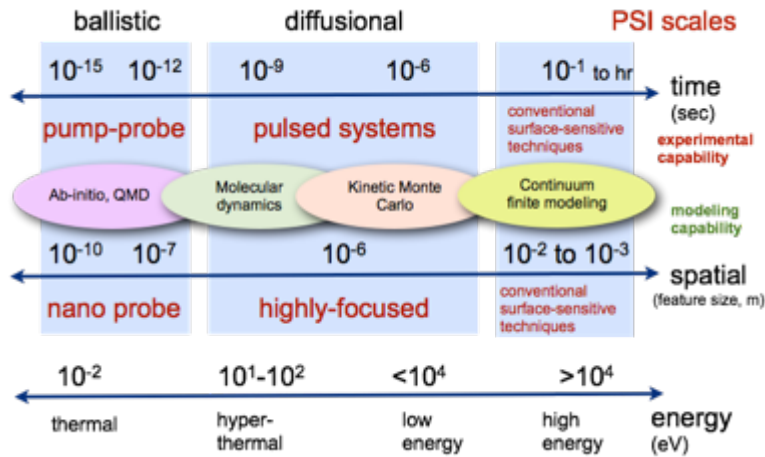 ballistic diffusional PSI scales
10⁻¹⁵ 10⁻¹² 10⁻⁹ 10⁻⁶ 10⁻¹ to hr
time
(sec)
pump-probe pulsed systems
conventional
surface-sensitive
techniques
experimental
capability
Ab-initio, QMD
Molecular
dynamics
Kinetic Monte
Carlo
Continuum
finite modeling
modeling
capability
10⁻¹⁰ 10⁻⁷ 10⁻⁶ 10⁻² to 10⁻³
spatial
(feature size, m)
nano probe highly-focused
conventional
surface-sensitive
techniques
10⁻² 10¹-10² <10⁴ >10⁴
energy
(eV)
thermal
hyper-
thermal
low
energy
high
energy